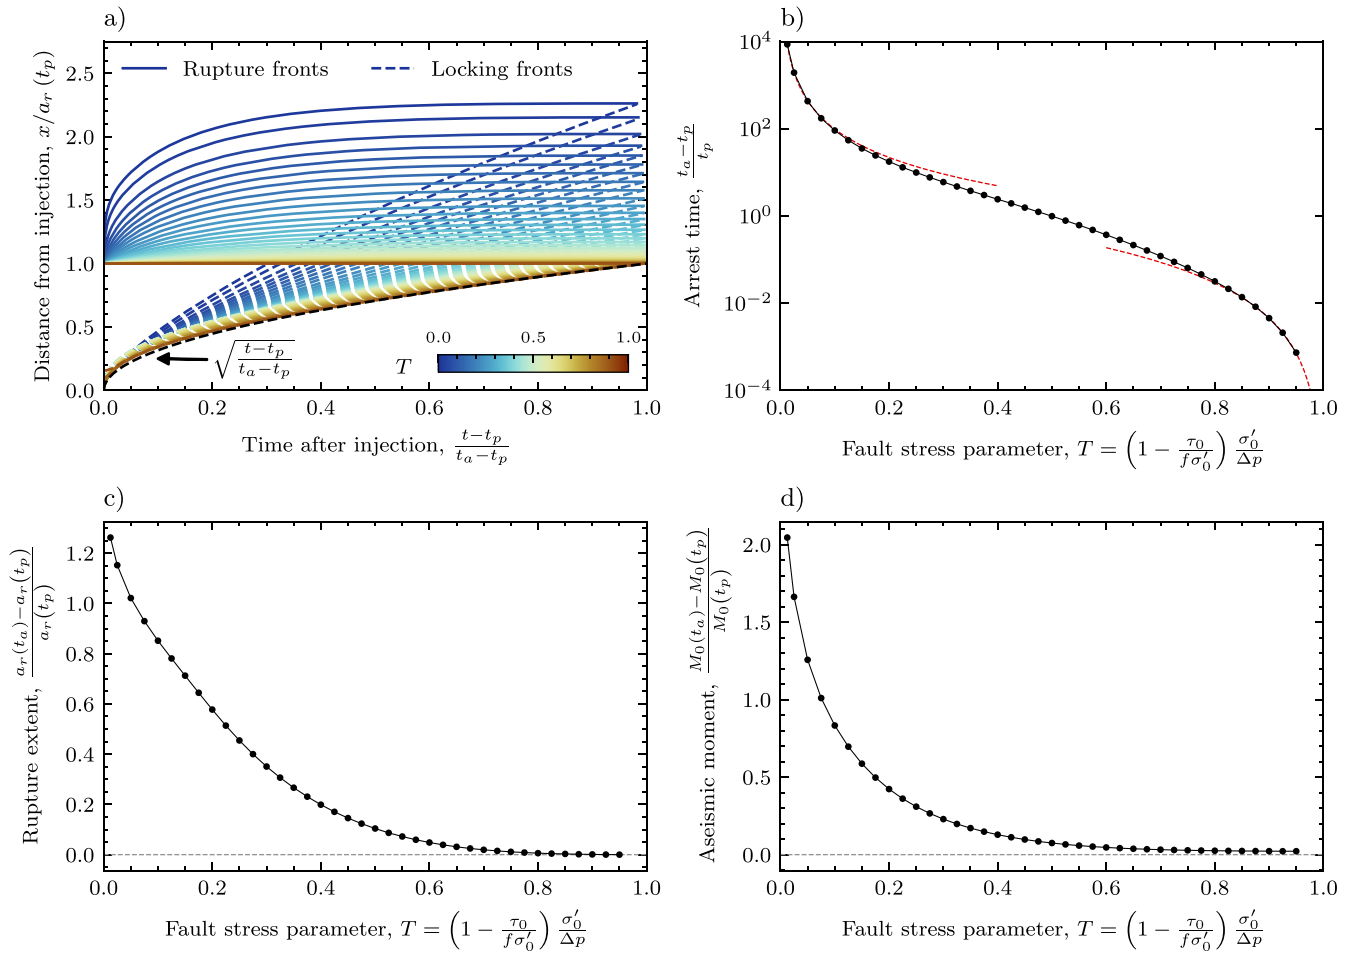 a)
Distance from injection, x/a_r (t_p)
2.5
2.0
1.5
1.0
0.5
0.0
Rupture fronts
Locking fronts
√((t−t_p)/(t_a−t_p))
T
0.0 0.5 1.0
0.0 0.2 0.4 0.6 0.8 1.0
Time after injection, (t−t_p)/(t_a−t_p)
b)
Arrest time, (t_a−t_p)/t_p
10^4
10^2
10^0
10^−2
10^−4
0.0 0.2 0.4 0.6 0.8 1.0
Fault stress parameter, T = (1 − τ_0/(fσ′_0)) σ′_0/Δp
c)
Rupture extent, (a_r(t_a)−a_r(t_p))/a_r(t_p)
1.2
1.0
0.8
0.6
0.4
0.2
0.0
0.0 0.2 0.4 0.6 0.8 1.0
Fault stress parameter, T = (1 − τ_0/(fσ′_0)) σ′_0/Δp
d)
Aseismic moment, (M_0(t_a)−M_0(t_p))/M_0(t_p)
2.0
1.5
1.0
0.5
0.0
0.0 0.2 0.4 0.6 0.8 1.0
Fault stress parameter, T = (1 − τ_0/(fσ′_0)) σ′_0/Δp